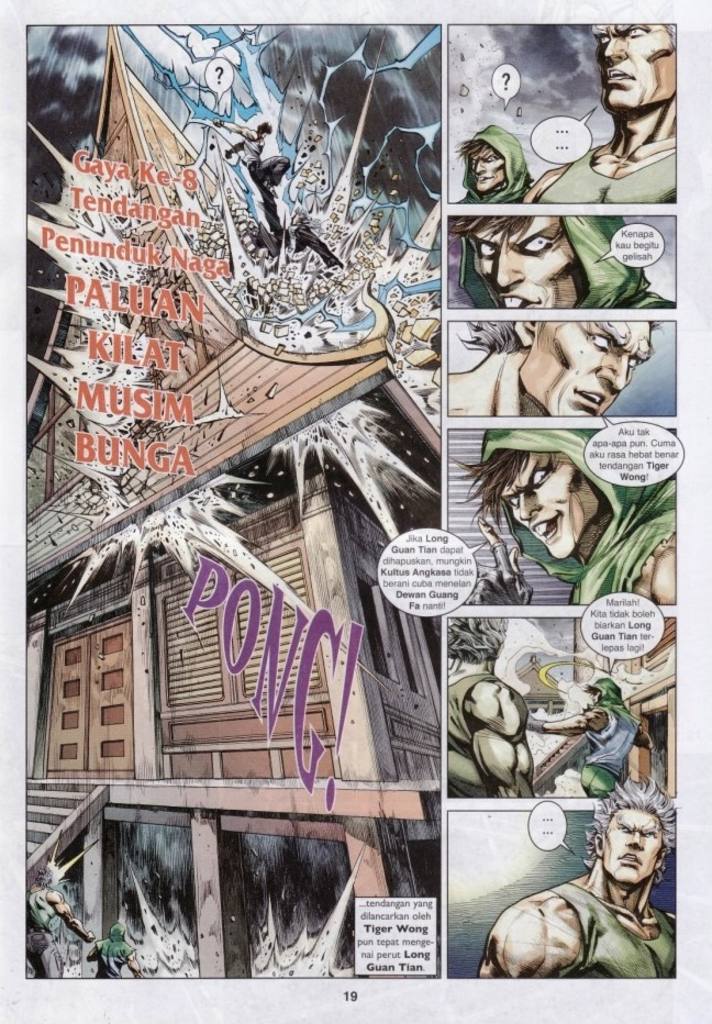 ?
Gaya Ke-8
Tendangan
Penunduk Naga
PALUAN
KILAT
MUSIM
BUNGA
PONG!
...tendangan yang
dilancarkan oleh
Tiger Wong
pun tepat menge-
nai perut Long
Guan Tian.
?
...
...
Kenapa
kau begitu
gelisah
Aku tak
apa-apa pun. Cuma
aku rasa hebat benar
tendangan Tiger
Wong!
Jika Long
Guan Tian dapat
dihapuskan, mungkin
Kultus Angkasa tidak
berani cuba menelan
Dewan Guang
Fa nanti!
Marilah!
Kita tidak boleh
biarkan Long
Guan Tian ter-
lepas lagi!
...
...
19